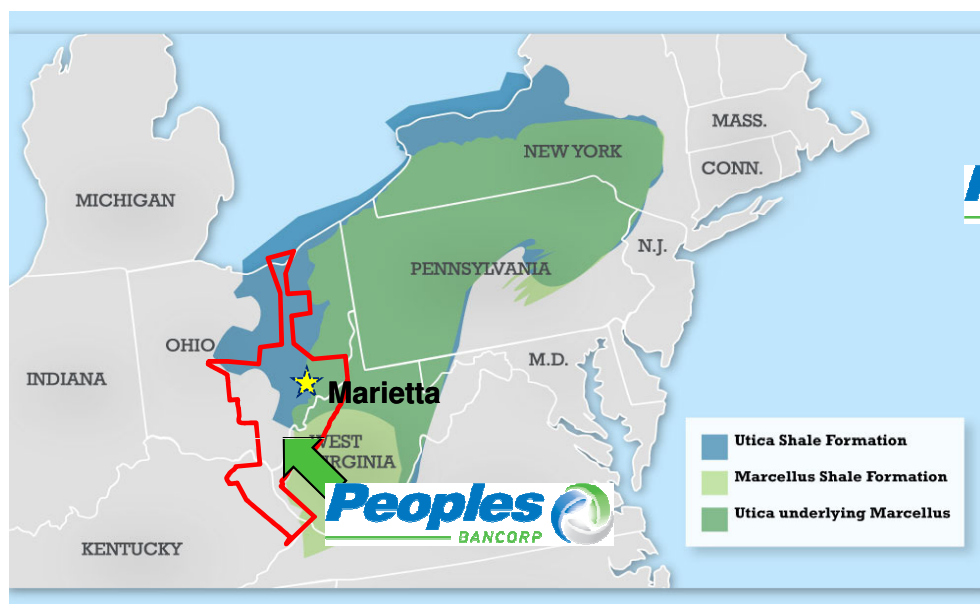 MASS.
NEW YORK
CONN.
MICHIGAN
N.J.
PENNSYLVANIA
OHIO
M.D.
INDIANA
Marietta
WEST
VIRGINIA
Utica Shale Formation
Marcellus Shale Formation
Utica underlying Marcellus
Peoples
BANCORP
KENTUCKY